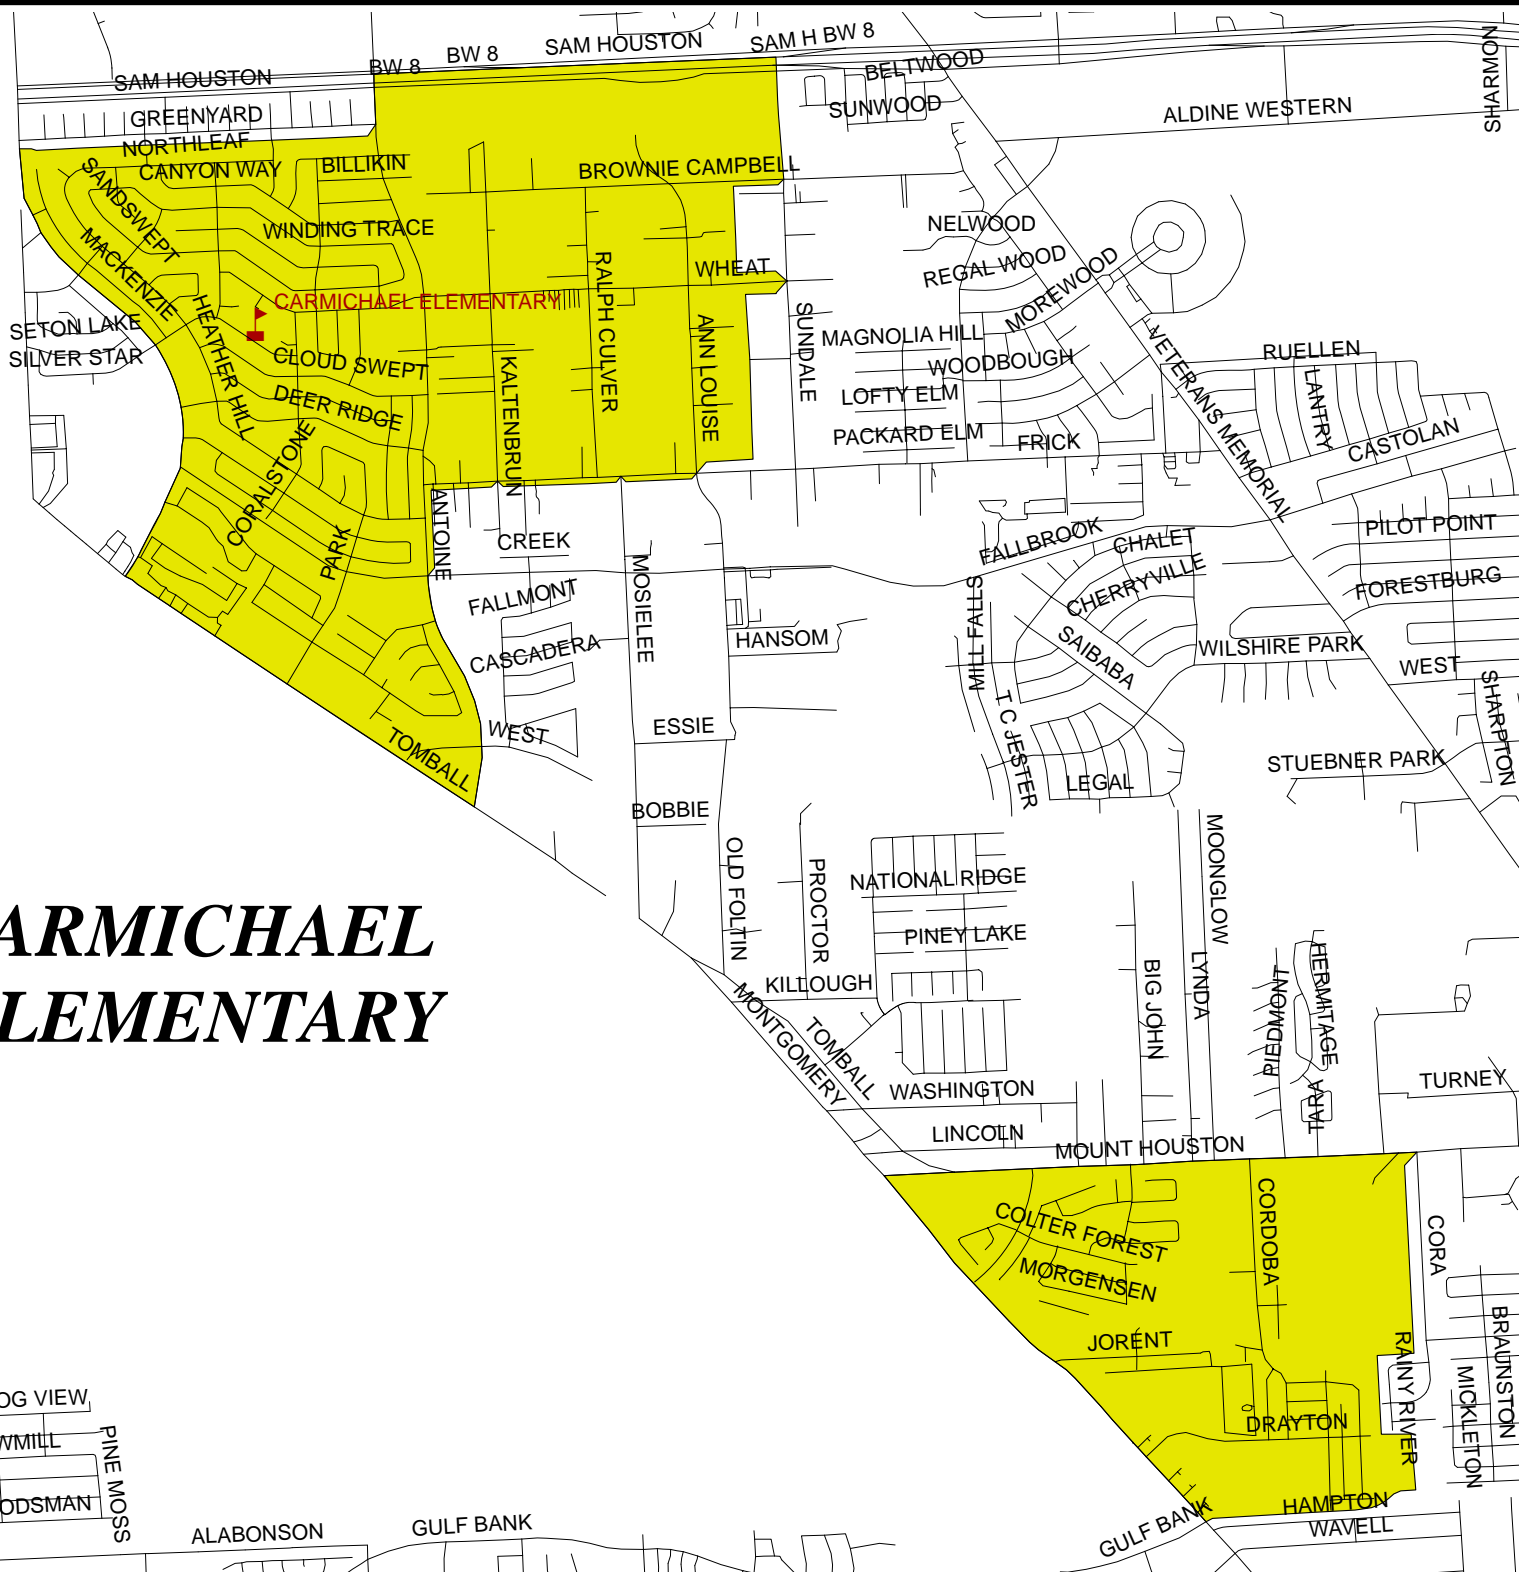 SAM HOUSTON
BW 8
BW 8
SAM HOUSTON
SAM H BW 8
BELTWOOD
SUNWOOD
ALDINE WESTERN
SHARMON
GREENYARD
NORTHLEAF
CANYON WAY
BILLIKIN
BROWNIE CAMPBELL
SANDSWEPT
WINDING TRACE
MACKENZIE
NELWOOD
REGAL WOOD
MOREWOOD
WHEAT
CARMICHAEL ELEMENTARY
RALPH CULVER
HEATHER HILL
SETON LAKE
SILVER STAR
CLOUD SWEPT
DEER RIDGE
KALTENBRUN
ANN LOUISE
SUNDALE
MAGNOLIA HILL
WOODBOUGH
LOFTY ELM
PACKARD ELM
FRICK
VETERANS MEMORIAL
RUELLEN
LANTRY
CASTOLAN
CORALSTONE
PARK
ANTOINE
CREEK
FALLMONT
MOSIELEE
CASCADERA
HANSOM
FALLBROOK
CHALET
CHERRYVILLE
MILL FALLS
SAIBABA
PILOT POINT
FORESTBURG
WILSHIRE PARK
WEST
SHARPTON
WEST
TOMBALL
ESSIE
T C JESTER
LEGAL
STUEBNER PARK
BOBBIE
OLD FOLTIN
PROCTOR
NATIONAL RIDGE
PINEY LAKE
MOONGLOW
LYNDA
BIG JOHN
PIEDMONT
HERMITAGE
TARA
ARMICHAEL
LEMENTARY
KILLOUGH
MONTGOMERY
TOMBALL
WASHINGTON
LINCOLN
MOUNT HOUSTON
TURNEY
COLTER FOREST
MORGENSEN
CORDOBA
CORA
JORENT
RAINY RIVER
BRAUNSTON
MICKLETON
DRAYTON
HAMPTON
WAVELL
GULF BANK
OG VIEW
WMILL
ODSMAN
PINE MOSS
ALABONSON
GULF BANK